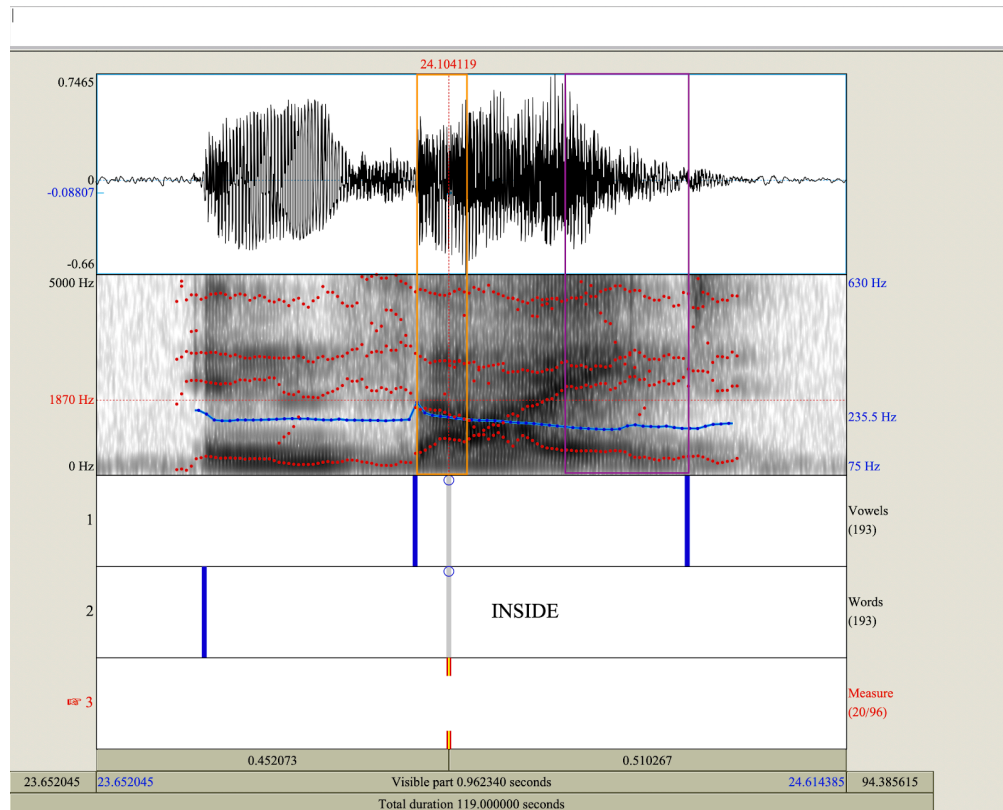 24.104119
0.7465
0
-0.08807
-0.66
5000 Hz
630 Hz
1870 Hz
235.5 Hz
0 Hz
75 Hz
1
Vowels
(193)
2
INSIDE
Words
(193)
☞ 3
Measure
(20/96)
0.452073
0.510267
23.652045
23.652045
Visible part 0.962340 seconds
24.614385
94.385615
Total duration 119.000000 seconds